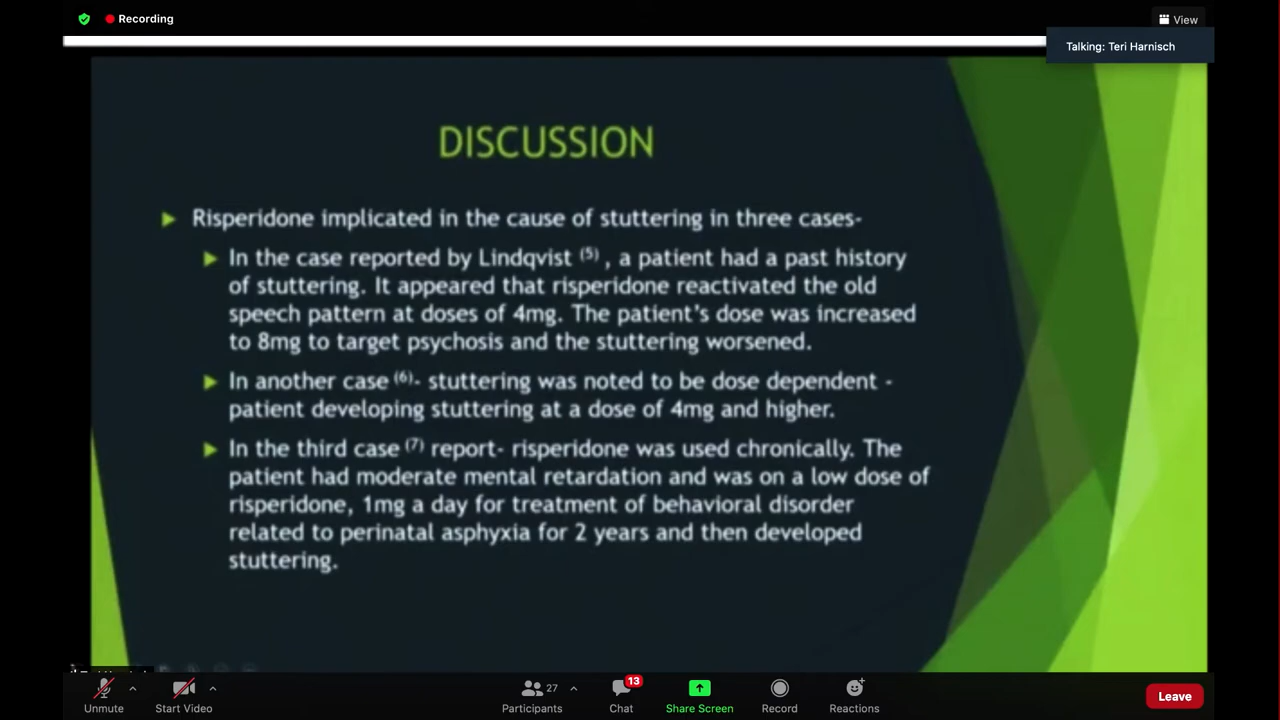 Recording
View
Talking: Teri Harnisch
DISCUSSION
Risperidone implicated in the cause of stuttering in three cases-
In the case reported by Lindqvist (5) , a patient had a past history
of stuttering. It appeared that risperidone reactivated the old
speech pattern at doses of 4mg. The patient's dose was increased
to 8mg to target psychosis and the stuttering worsened.
In another case (6)- stuttering was noted to be dose dependent -
patient developing stuttering at a dose of 4mg and higher.
In the third case (7) report- risperidone was used chronically. The
patient had moderate mental retardation and was on a low dose of
risperidone, 1mg a day for treatment of behavioral disorder
related to perinatal asphyxia for 2 years and then developed
stuttering.
27
13
Unmute
Start Video
Participants
Chat
Share Screen
Record
Reactions
Leave